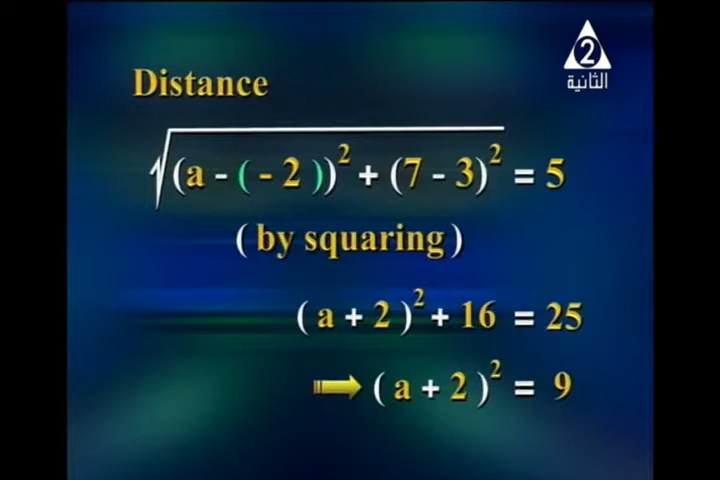 2
الثانية
Distance
√((a - ( - 2 ))² + (7 - 3)²) = 5
( by squaring )
( a + 2 )² + 16 = 25
⇒ ( a + 2 )² = 9